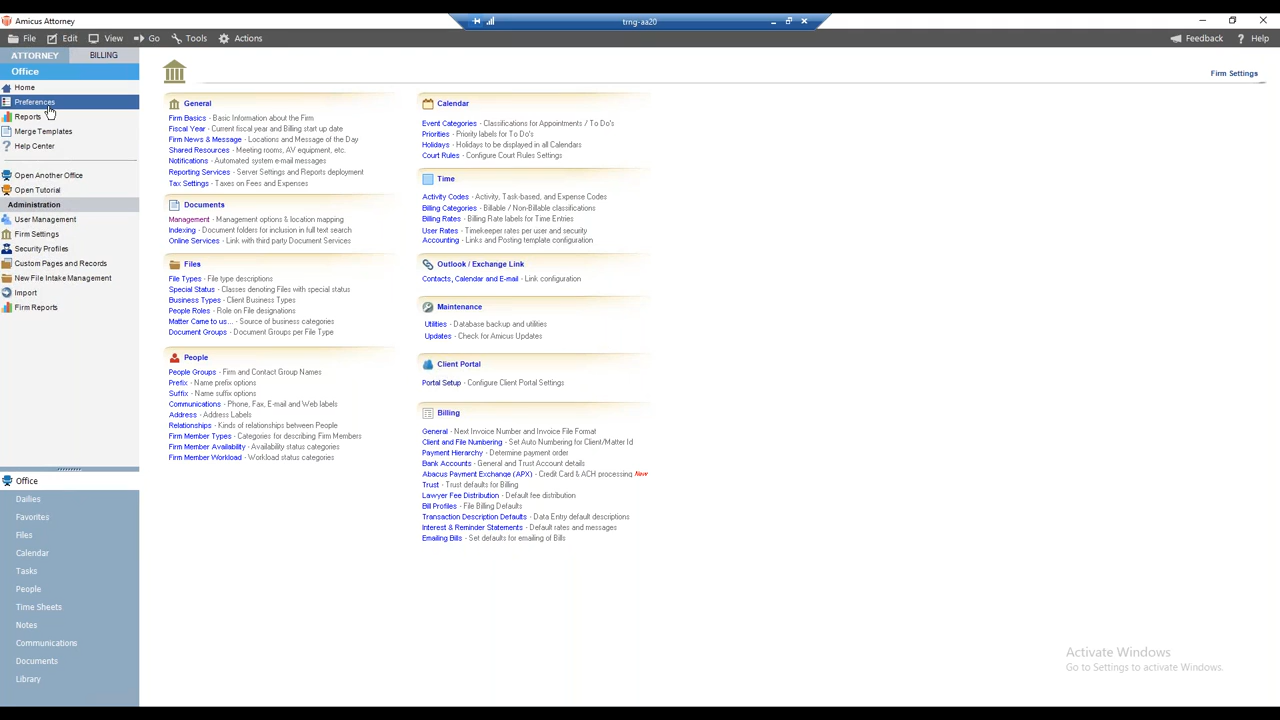 Amicus Attorney
trng-aa20
File
Edit
View
Go
Tools
Actions
Feedback
? Help
ATTORNEY
BILLING
Office
Home
Preferences
Reports
Merge Templates
Help Center
Open Another Office
Open Tutorial
Administration
User Management
Firm Settings
Security Profiles
Custom Pages and Records
New File Intake Management
Import
Firm Reports
Office
Dailies
Favorites
Files
Calendar
Tasks
People
Time Sheets
Notes
Communications
Documents
Library
Firm Settings
General
Firm Basics - Basic Information about the Firm
Fiscal Year - Current fiscal year and Billing start up date
Firm News & Message - Locations and Message of the Day
Shared Resources - Meeting rooms, AV equipment, etc.
Notifications - Automated system e-mail messages
Reporting Services - Server Settings and Reports deployment
Tax Settings - Taxes on Fees and Expenses
Documents
Management - Management options & location mapping
Indexing - Document folders for inclusion in full text search
Online Services - Link with third party Document Services
Files
File Types - File type descriptions
Special Status - Classes denoting Files with special status
Business Types - Client Business Types
People Roles - Role on File designations
Matter Came to us... - Source of business categories
Document Groups - Document Groups per File Type
People
People Groups - Firm and Contact Group Names
Prefix - Name prefix options
Suffix - Name suffix options
Communications - Phone, Fax, E-mail and Web labels
Address - Address Labels
Relationships - Kinds of relationships between People
Firm Member Types - Categories for describing Firm Members
Firm Member Availability - Availability status categories
Firm Member Workload - Workload status categories
Calendar
Event Categories - Classifications for Appointments / To Do's
Priorities - Priority labels for To Do's
Holidays - Holidays to be displayed in all Calendars
Court Rules - Configure Court Rules Settings
Time
Activity Codes - Activity, Task-based, and Expense Codes
Billing Categories - Billable / Non-Billable classifications
Billing Rates - Billing Rate labels for Time Entries
User Rates - Timekeeper rates per user and security
Accounting - Links and Posting template configuration
Outlook / Exchange Link
Contacts, Calendar and E-mail - Link configuration
Maintenance
Utilities - Database backup and utilities
Updates - Check for Amicus Updates
Client Portal
Portal Setup - Configure Client Portal Settings
Billing
General - Next Invoice Number and Invoice File Format
Client and File Numbering - Set Auto Numbering for Client/Matter Id
Payment Hierarchy - Determine payment order
Bank Accounts - General and Trust Account details
Abacus Payment Exchange (APX) - Credit Card & ACH processing New
Trust - Trust defaults for Billing
Lawyer Fee Distribution - Default fee distribution
Bill Profiles - File Billing Defaults
Transaction Description Defaults - Data Entry default descriptions
Interest & Reminder Statements - Default rates and messages
Emailing Bills - Set defaults for emailing of Bills
Activate Windows
Go to Settings to activate Windows.